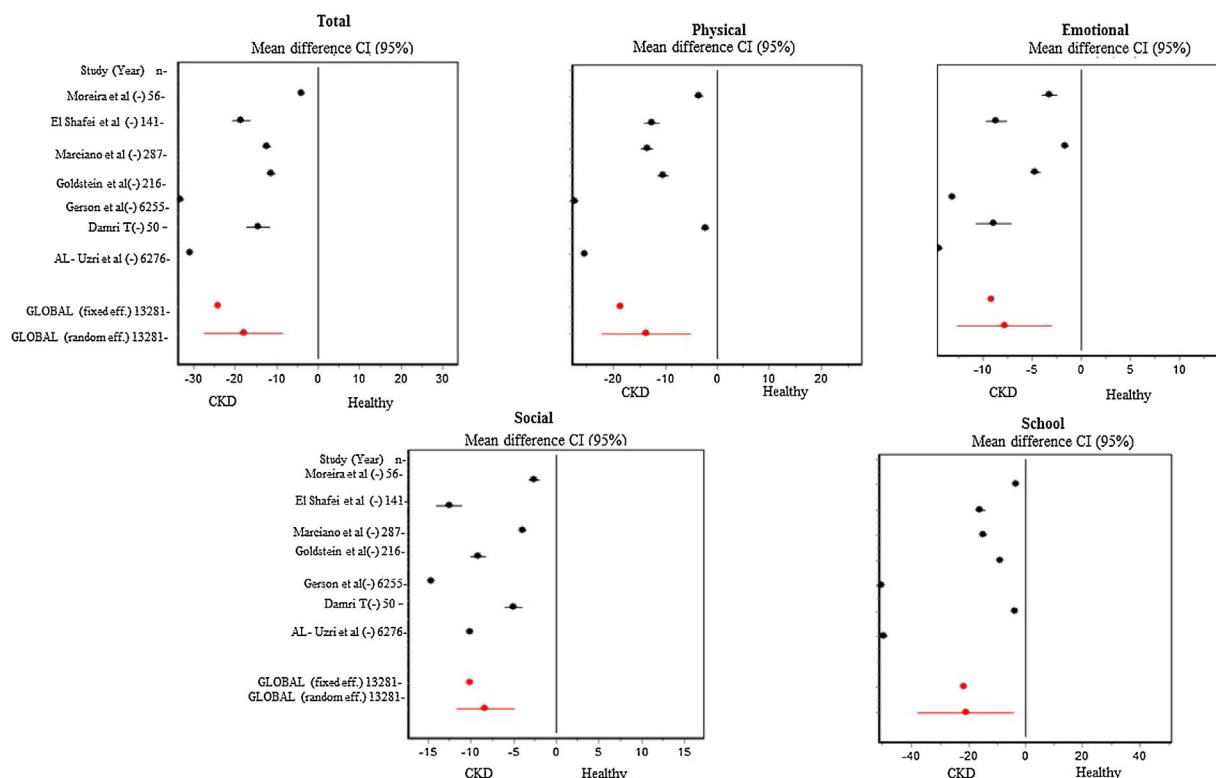 Total
Mean difference CI (95%)
Study (Year) n-
Moreira et al (-) 56-
El Shafei et al (-) 141-
Marciano et al (-) 287-
Goldstein et al(-) 216-
Gerson et al(-) 6255-
Damri T(-) 50 -
AL- Uzri et al (-) 6276-
GLOBAL (fixed eff.) 13281-
GLOBAL (random eff.) 13281-
-30 -20 -10 0 10 20 30
CKD Healthy
Physical
Mean difference CI (95%)
-20 -10 0 10 20
CKD Healthy
Emotional
Mean difference CI (95%)
-10 -5 0 5 10
CKD Healthy
Social
Mean difference CI (95%)
Study (Year) n-
Moreira et al (-) 56-
El Shafei et al (-) 141-
Marciano et al (-) 287-
Goldstein et al(-) 216-
Gerson et al(-) 6255-
Damri T(-) 50 -
AL- Uzri et al (-) 6276-
GLOBAL (fixed eff.) 13281-
GLOBAL (random eff.) 13281-
-15 -10 -5 0 5 10 15
CKD Healthy
School
Mean difference CI (95%)
-40 -20 0 20 40
CKD Healthy